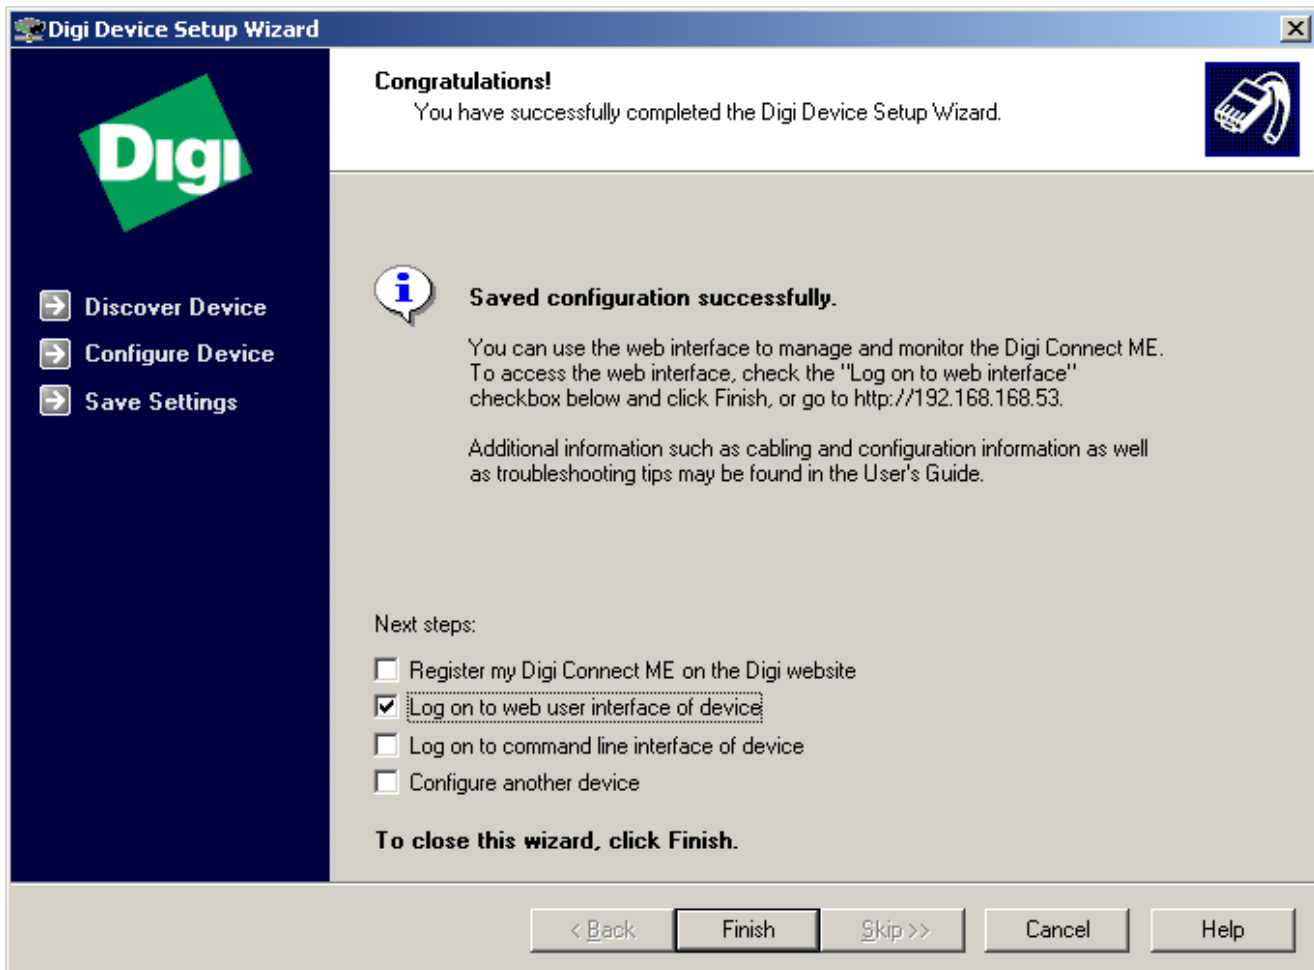 Digi Device Setup Wizard
Digi
Discover Device
Configure Device
Save Settings
Congratulations!
You have successfully completed the Digi Device Setup Wizard.
Saved configuration successfully.
You can use the web interface to manage and monitor the Digi Connect ME.
To access the web interface, check the "Log on to web interface"
checkbox below and click Finish, or go to http://192.168.168.53.
Additional information such as cabling and configuration information as well
as troubleshooting tips may be found in the User's Guide.
Next steps:
Register my Digi Connect ME on the Digi website
Log on to web user interface of device
Log on to command line interface of device
Configure another device
To close this wizard, click Finish.
< Back
Finish
Skip >>
Cancel
Help